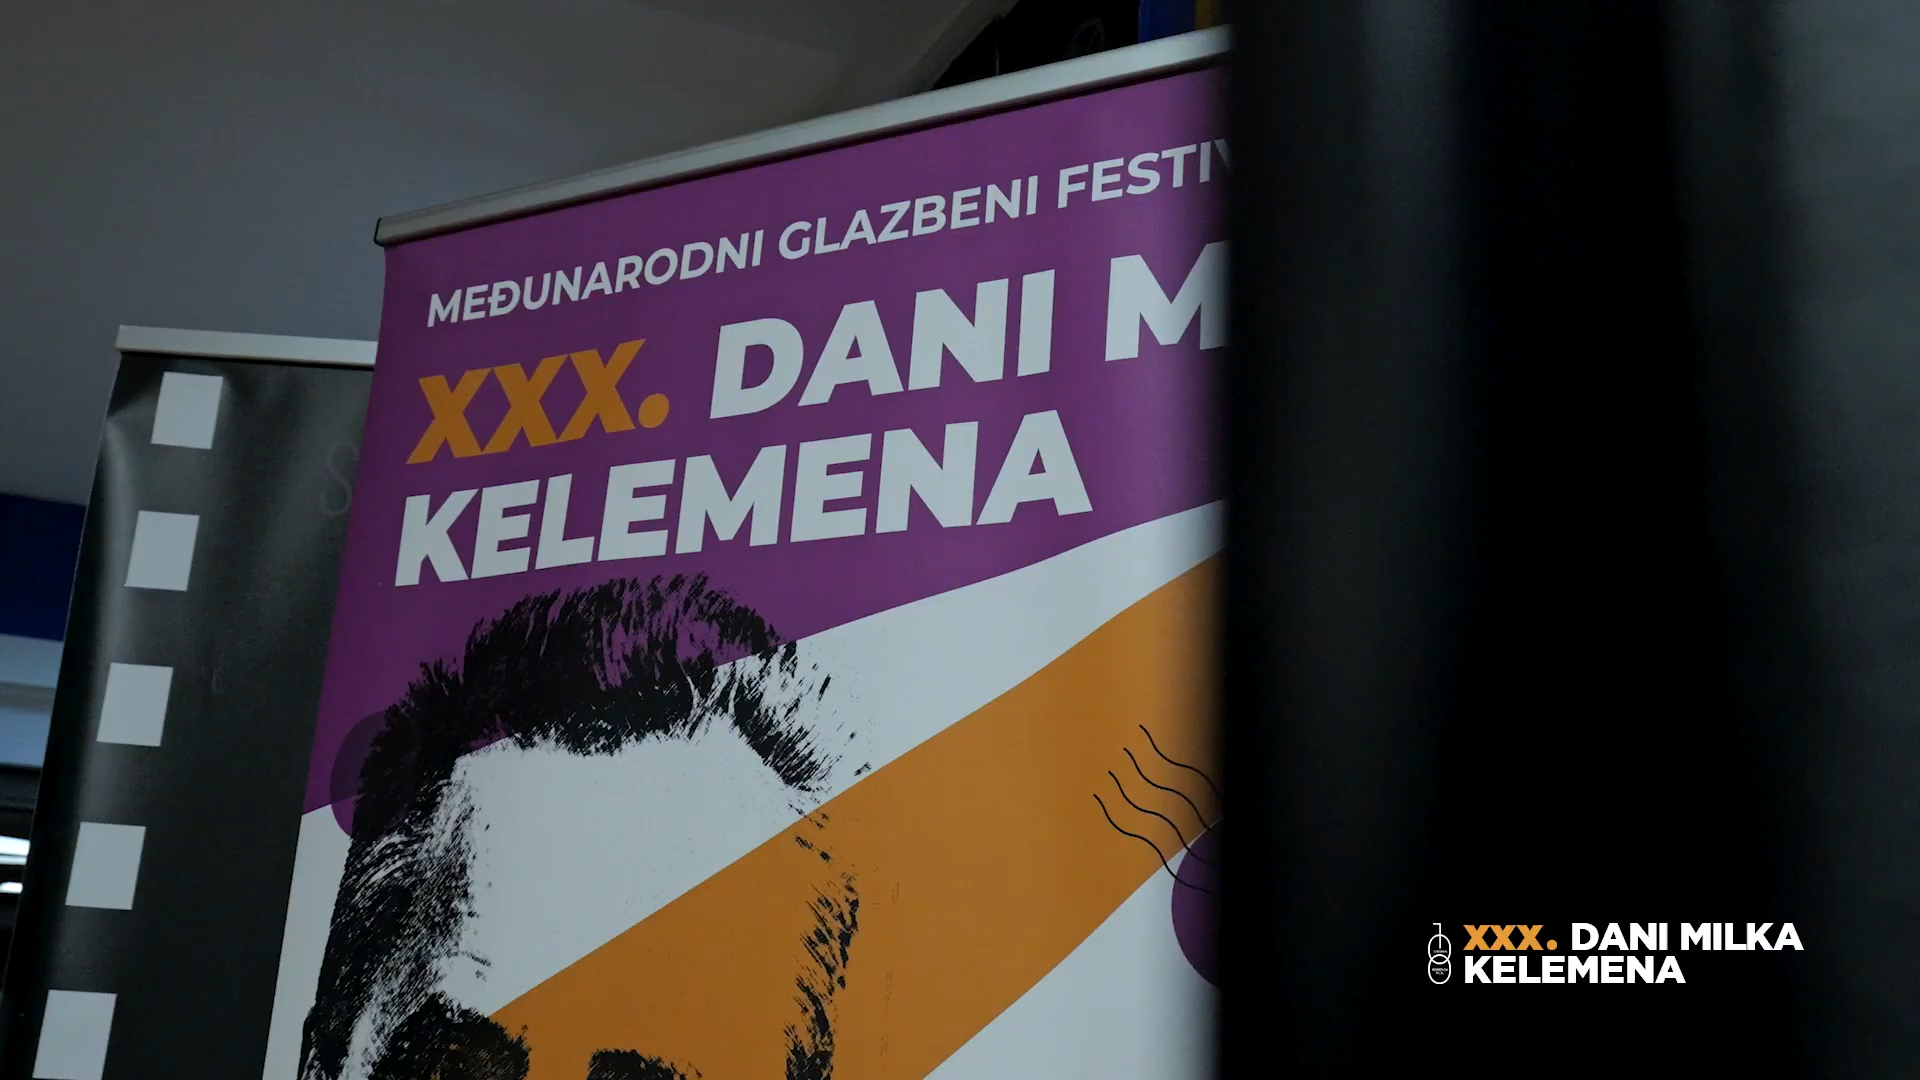 MEĐUNARODNI GLAZBENI FESTIV
XXX. DANI M
KELEMENA
S
XXX. DANI MILKA
KELEMENA